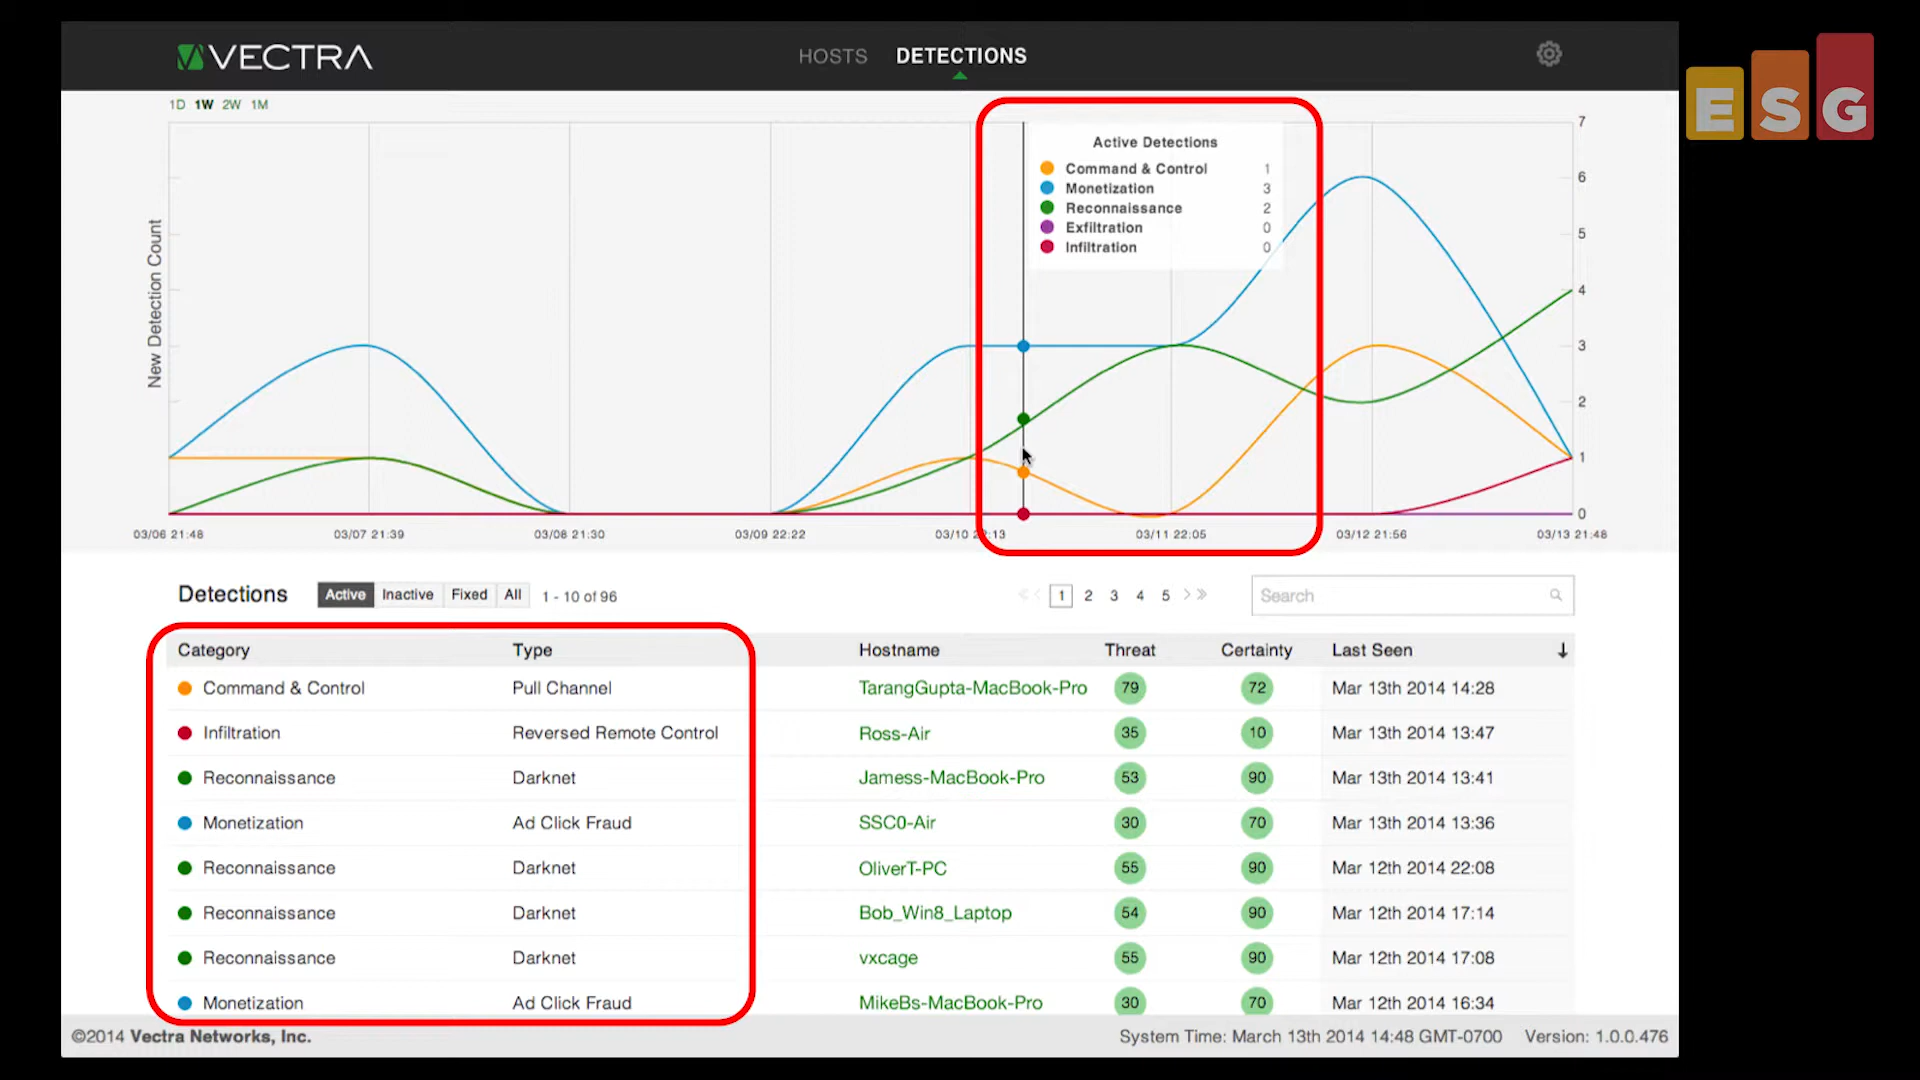 VECTRA
HOSTS DETECTIONS
ESG
1D 1W 2W 1M
7
Active Detections
Command & Control 1
Monetization 3
Reconnaissance 2
Exfiltration 0
Infiltration 0
6
5
4
3
2
1
0
New Detection Count
03/06 21:48 03/07 21:39 03/08 21:30 03/09 22:22 03/10 22:13 03/11 22:05 03/12 21:56 03/13 21:48
Detections Active Inactive Fixed All 1 - 10 of 96 1 2 3 4 5 Search
Category Type Hostname Threat Certainty Last Seen
Command & Control Pull Channel TarangGupta-MacBook-Pro 79 72 Mar 13th 2014 14:28
Infiltration Reversed Remote Control Ross-Air 35 10 Mar 13th 2014 13:47
Reconnaissance Darknet Jamess-MacBook-Pro 53 90 Mar 13th 2014 13:41
Monetization Ad Click Fraud SSC0-Air 30 70 Mar 13th 2014 13:36
Reconnaissance Darknet OliverT-PC 55 90 Mar 12th 2014 22:08
Reconnaissance Darknet Bob_Win8_Laptop 54 90 Mar 12th 2014 17:14
Reconnaissance Darknet vxcage 55 90 Mar 12th 2014 17:08
Monetization Ad Click Fraud MikeBs-MacBook-Pro 30 70 Mar 12th 2014 16:34
©2014 Vectra Networks, Inc. System Time: March 13th 2014 14:48 GMT-0700 Version: 1.0.0.476